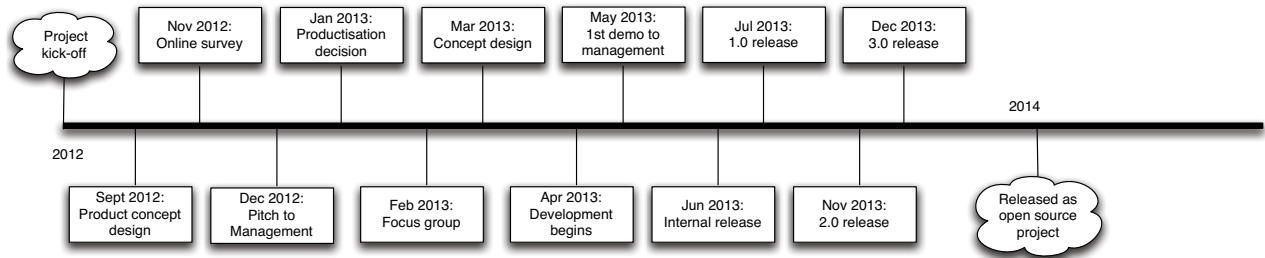 Project
kick-off
Nov 2012:
Online survey
Jan 2013:
Productisation
decision
Mar 2013:
Concept design
May 2013:
1st demo to
management
Jul 2013:
1.0 release
Dec 2013:
3.0 release
2014
2012
Sept 2012:
Product concept
design
Dec 2012:
Pitch to
Management
Feb 2013:
Focus group
Apr 2013:
Development
begins
Jun 2013:
Internal release
Nov 2013:
2.0 release
Released as
open source
project